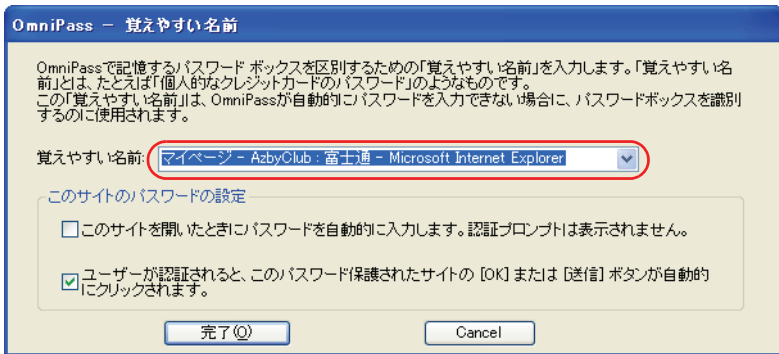 OmniPass － 覚えやすい名前
OmniPassで記憶するパスワード ボックスを区別するための「覚えやすい名前」を入力します。「覚えやすい名
前」とは、たとえば「個人的なクレジットカードのパスワード」のようなものです。
この「覚えやすい名前」は、OmniPassが自動的にパスワードを入力できない場合に、パスワードボックスを識別
するのに使用されます。
覚えやすい名前: マイページ - AzbyClub : 富士通 - Microsoft Internet Explorer
このサイトのパスワードの設定
このサイトを開いたときにパスワードを自動的に入力します。認証プロンプトは表示されません。
ユーザーが認証されると、このパスワード保護されたサイトの [OK] または [送信] ボタンが自動的
にクリックされます。
完了(O) Cancel